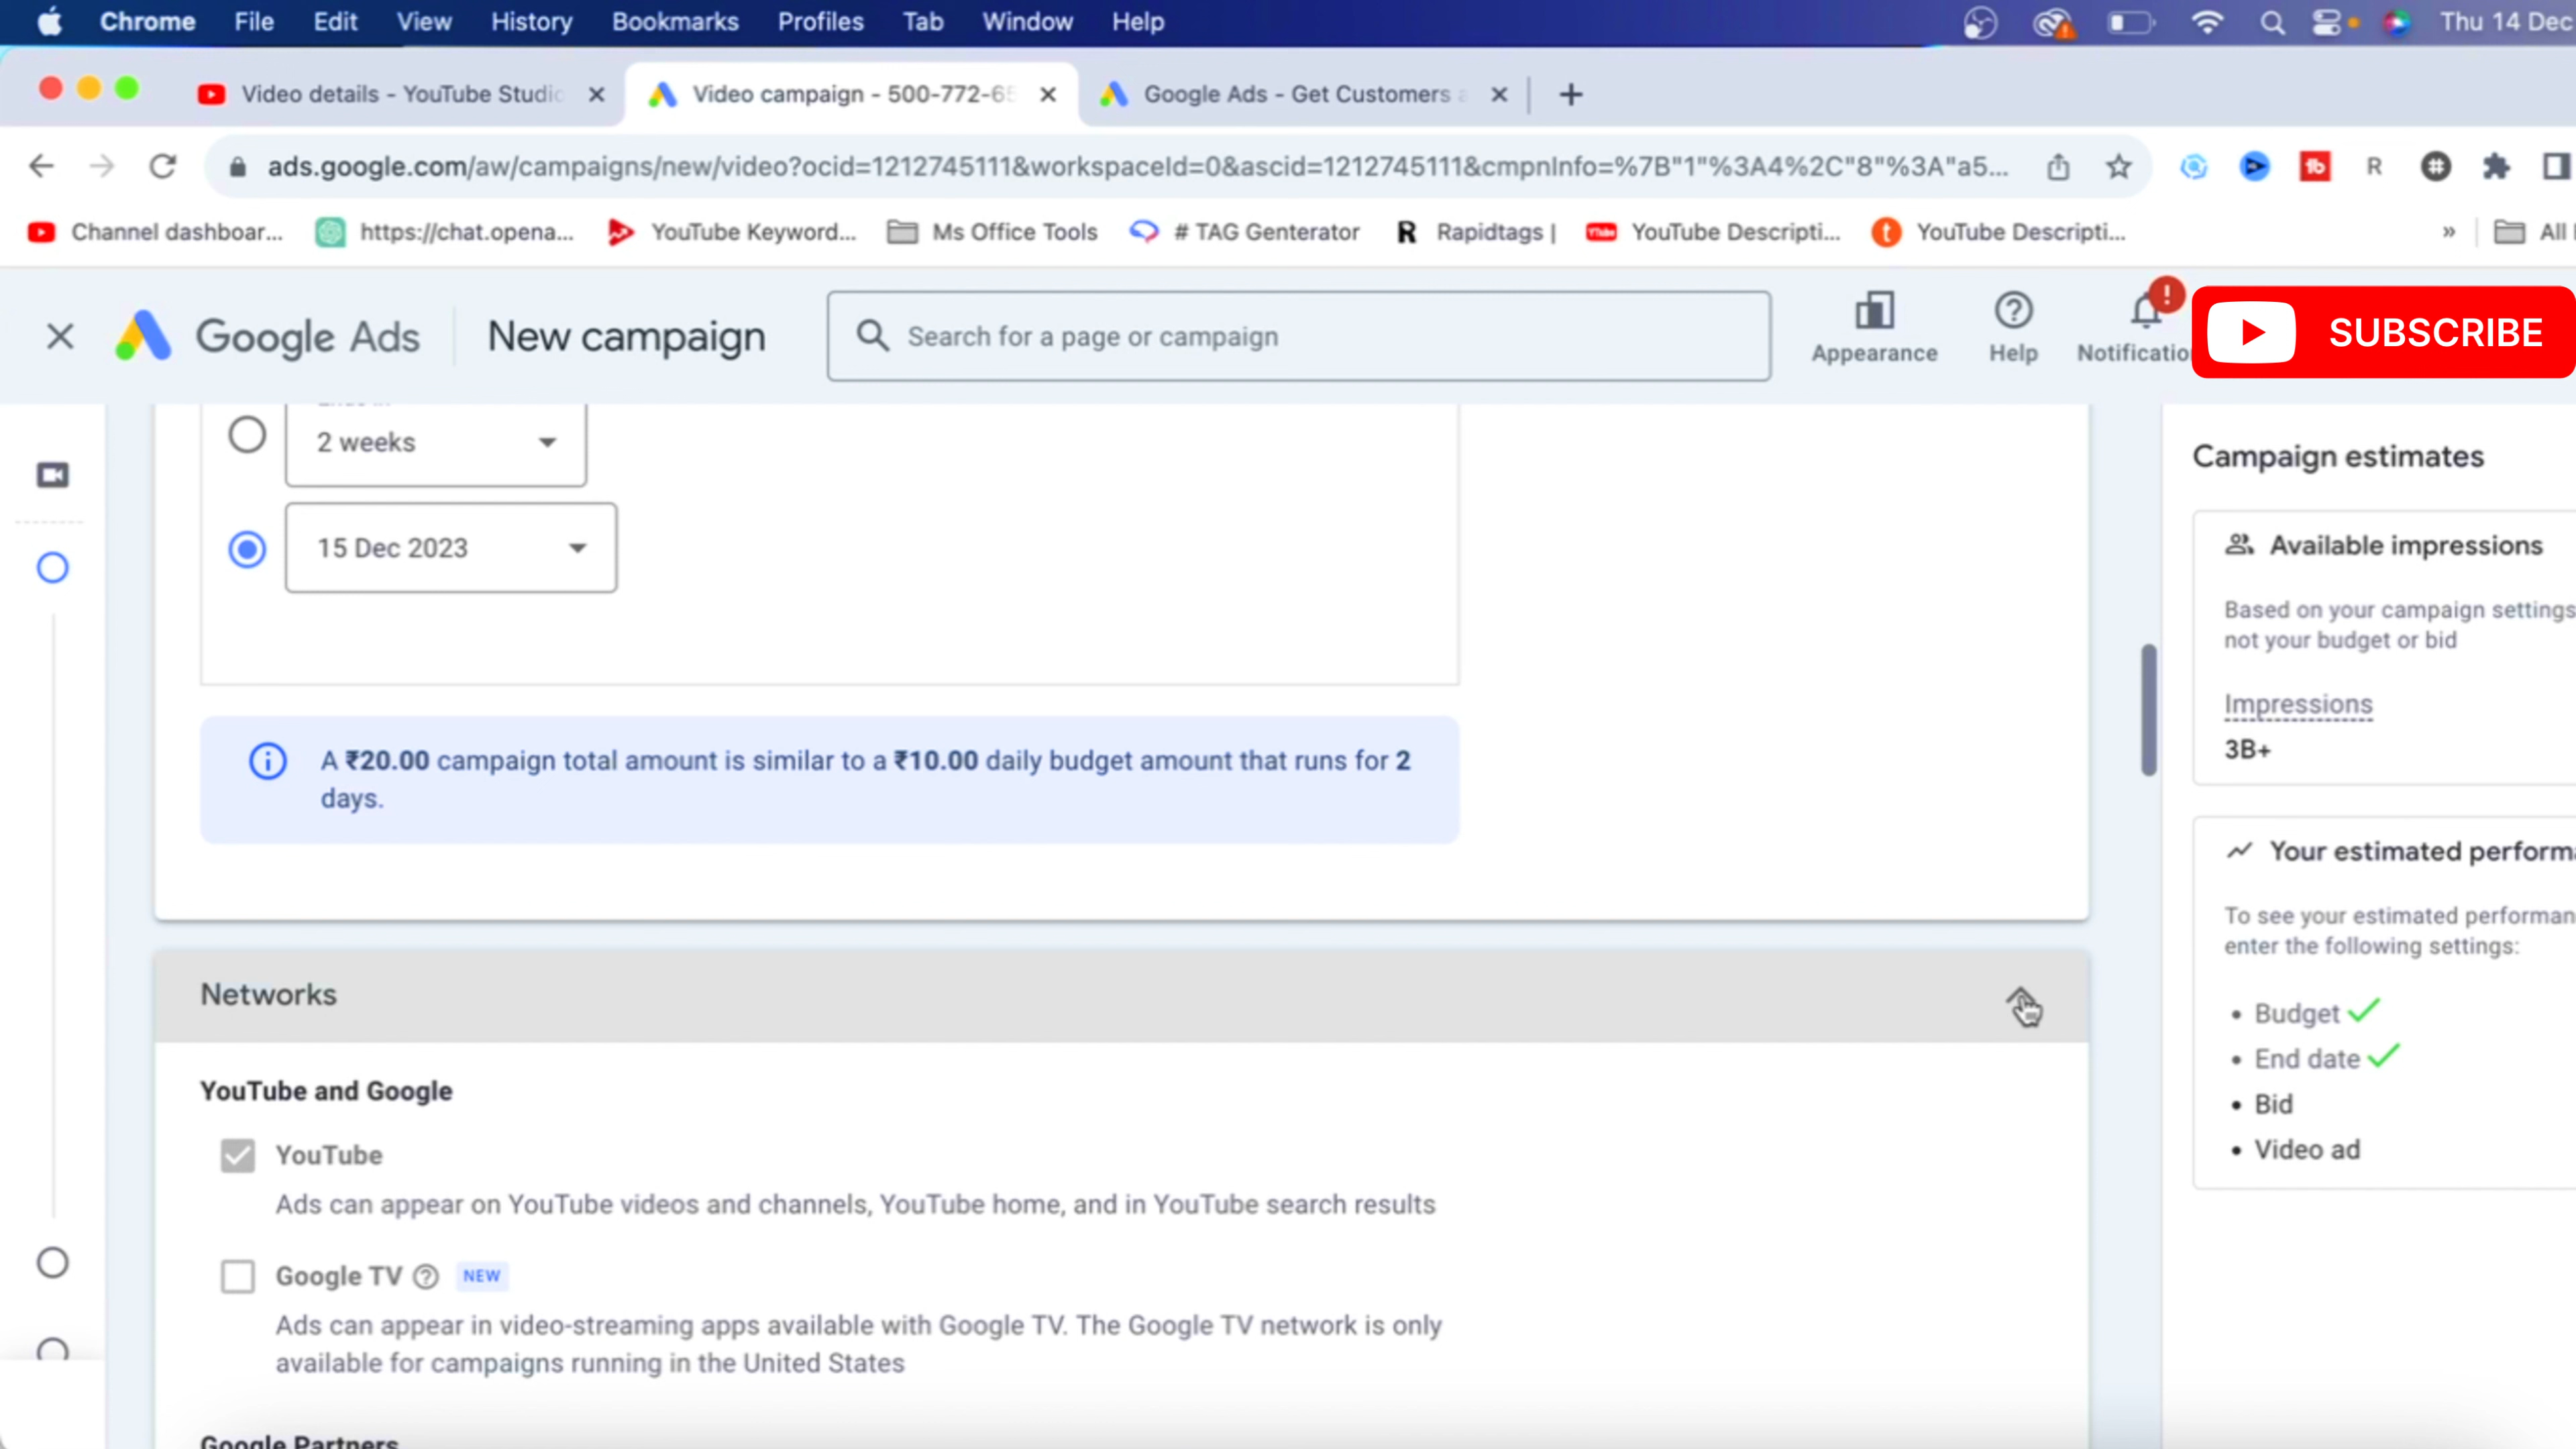 Chrome File Edit View History Bookmarks Profiles Tab Window Help Thu 14 Dec
Video details - YouTube Studio Video campaign - 500-772-65 Google Ads - Get Customers
ads.google.com/aw/campaigns/new/video?ocid=1212745111&workspaceId=0&ascid=1212745111&cmpnInfo=%7B"1"%3A4%2C"8"%3A"a5...
Channel dashboar... https://chat.opena... YouTube Keyword... Ms Office Tools # TAG Genterator Rapidtags | YouTube Descripti... YouTube Descripti... » All
Google Ads New campaign Search for a page or campaign Appearance Help Notificatio SUBSCRIBE
2 weeks
15 Dec 2023
A ₹20.00 campaign total amount is similar to a ₹10.00 daily budget amount that runs for 2
days.
Networks
YouTube and Google
YouTube
Ads can appear on YouTube videos and channels, YouTube home, and in YouTube search results
Google TV NEW
Ads can appear in video-streaming apps available with Google TV. The Google TV network is only
available for campaigns running in the United States
Google Partners
Campaign estimates
Available impressions
Based on your campaign settings
not your budget or bid
Impressions
3B+
Your estimated performa
To see your estimated performan
enter the following settings:
• Budget
• End date
• Bid
• Video ad